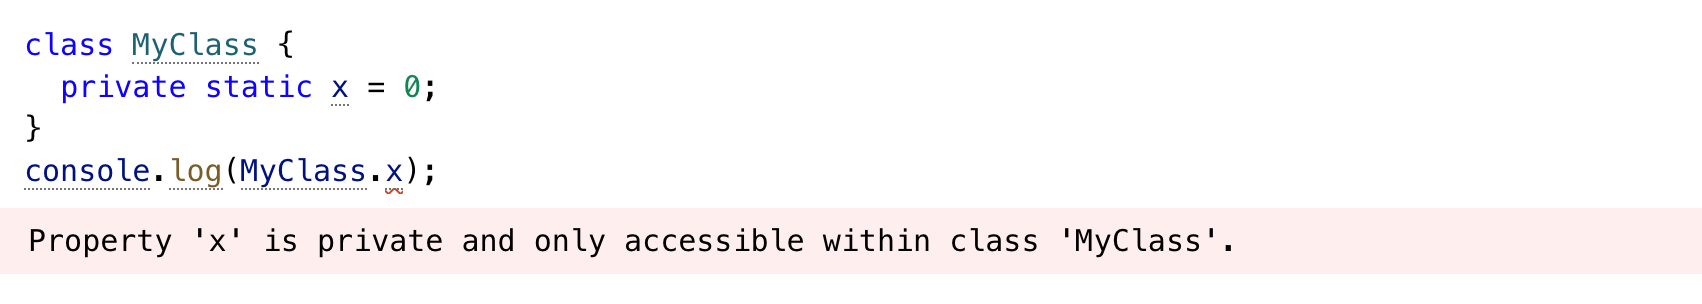 class MyClass {
  private static x = 0;
}
console.log(MyClass.x);
Property 'x' is private and only accessible within class 'MyClass'.